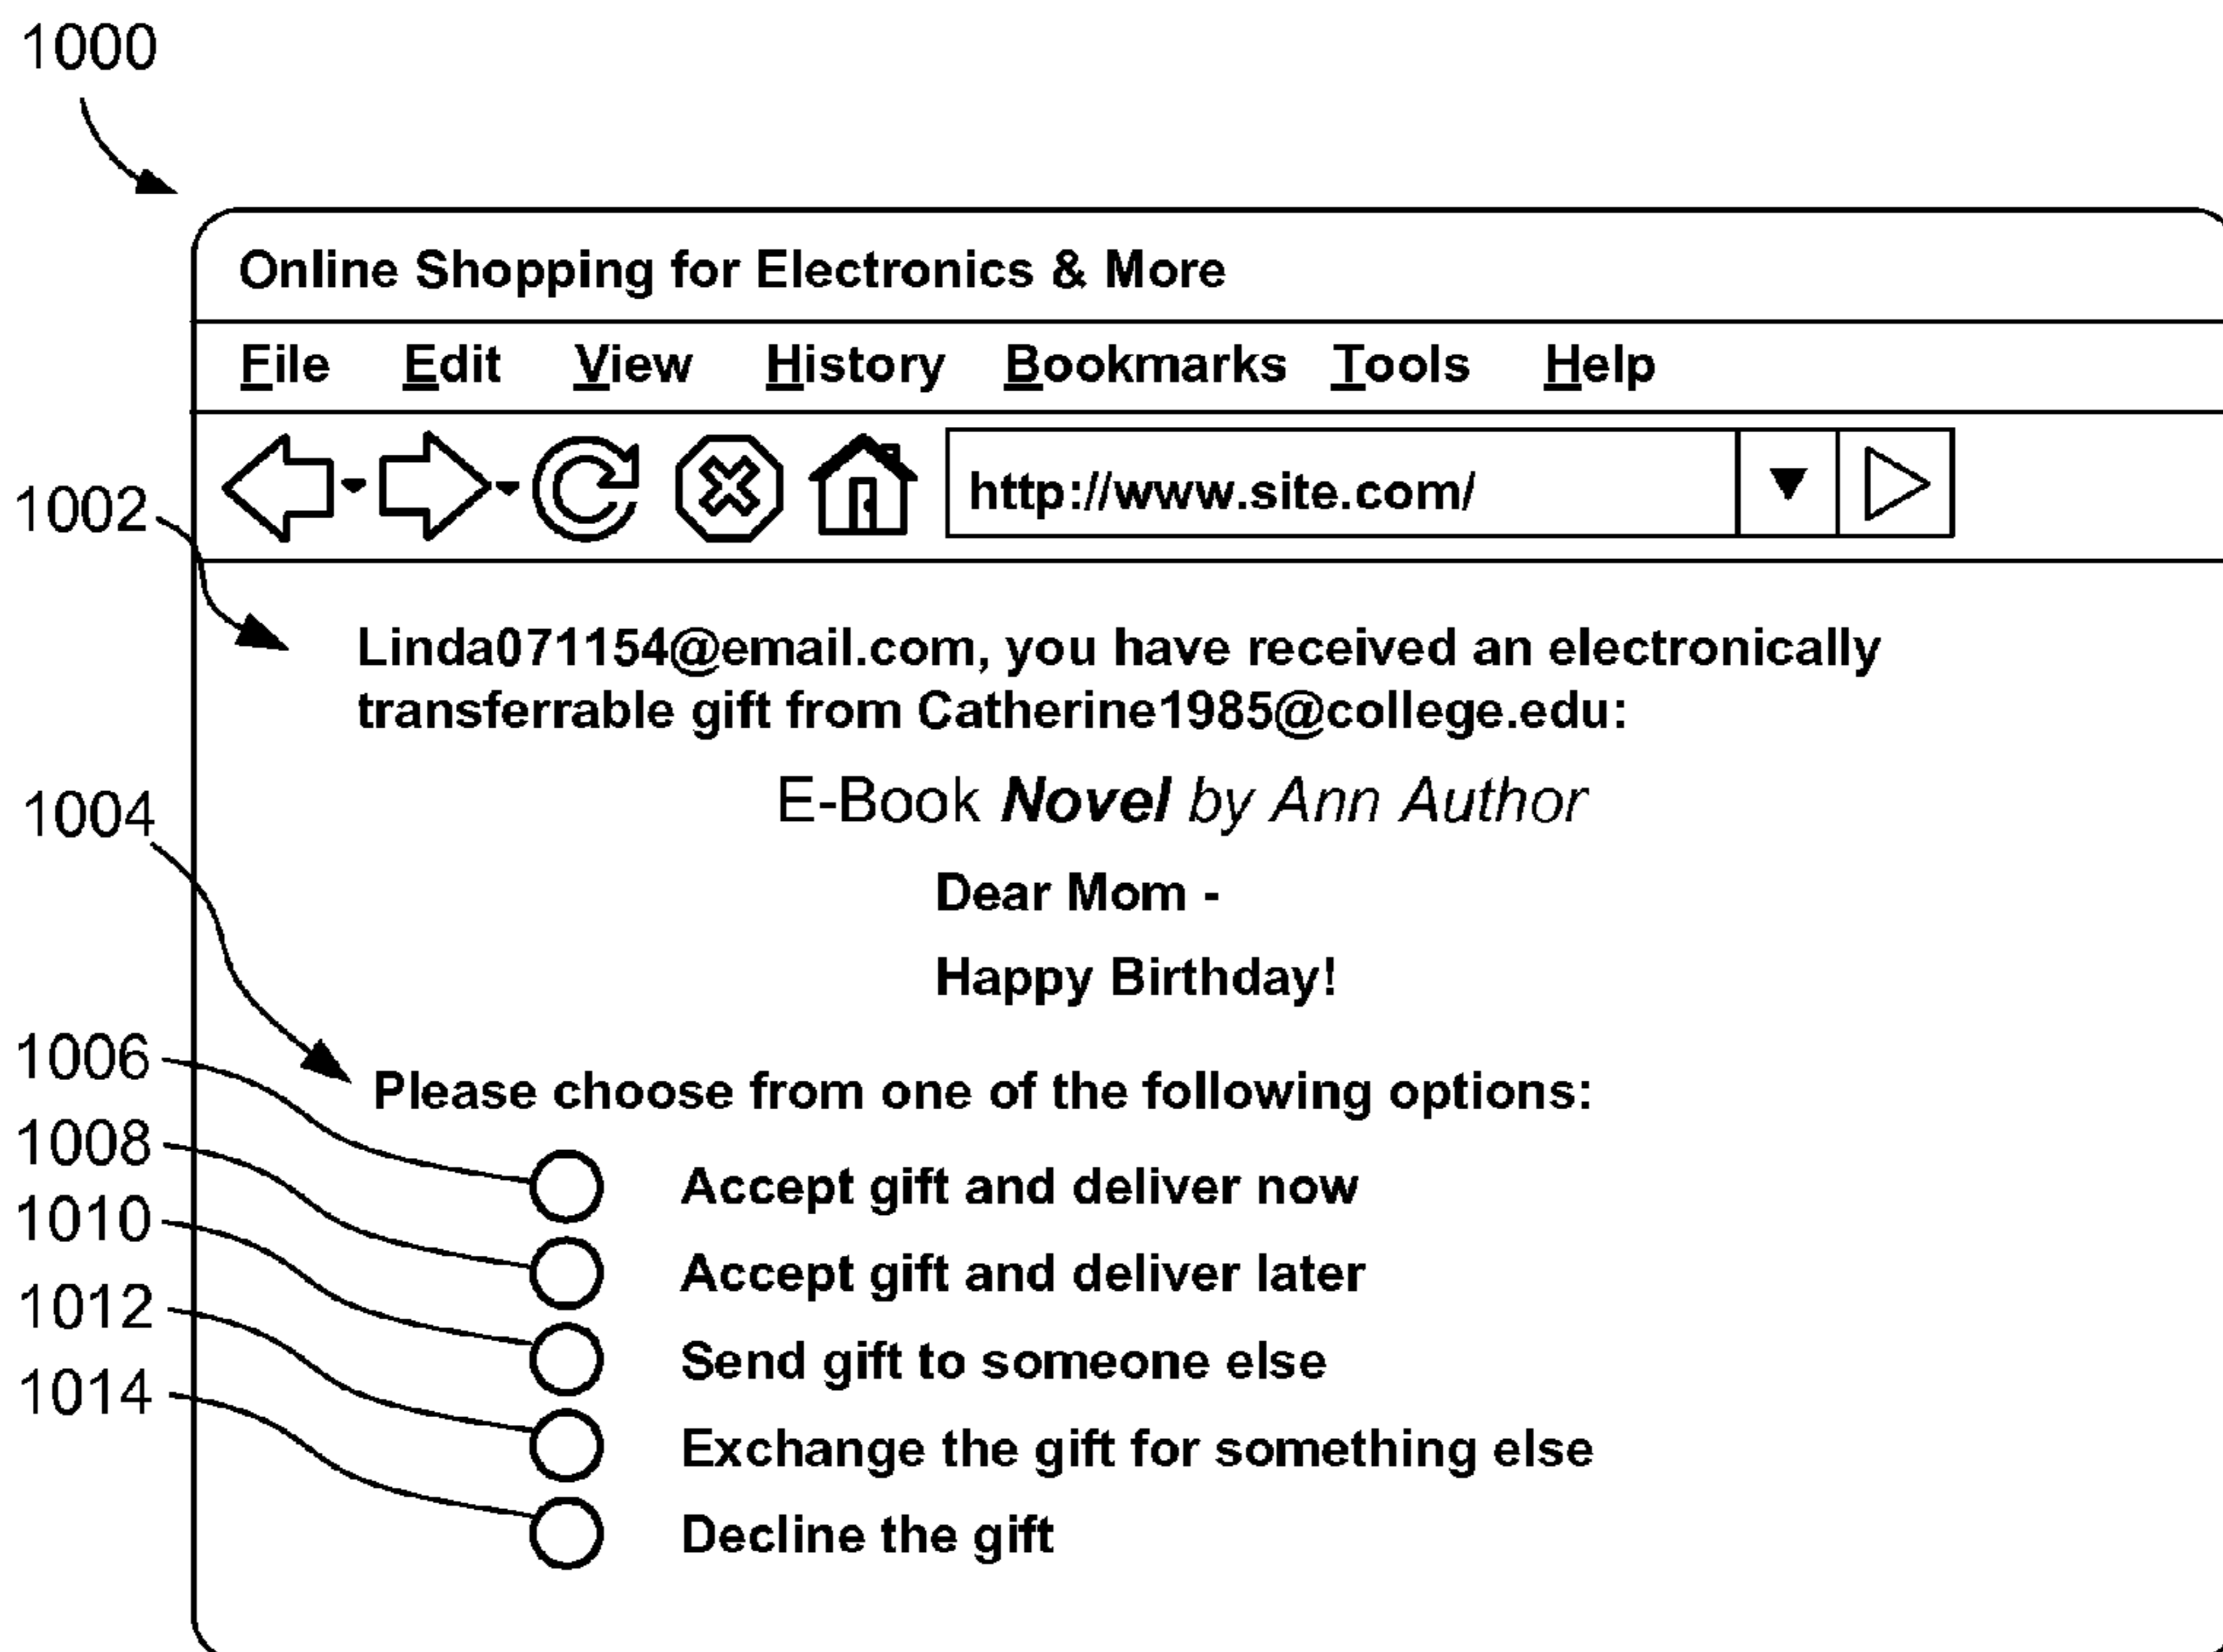 1000
Online Shopping for Electronics & More
File Edit View History Bookmarks Tools Help
http://www.site.com/
1002
Linda071154@email.com, you have received an electronically
transferrable gift from Catherine1985@college.edu:
1004
E-Book Novel by Ann Author
Dear Mom -
Happy Birthday!
1006
Please choose from one of the following options:
1008
Accept gift and deliver now
1010
Accept gift and deliver later
1012
Send gift to someone else
1014
Exchange the gift for something else
Decline the gift